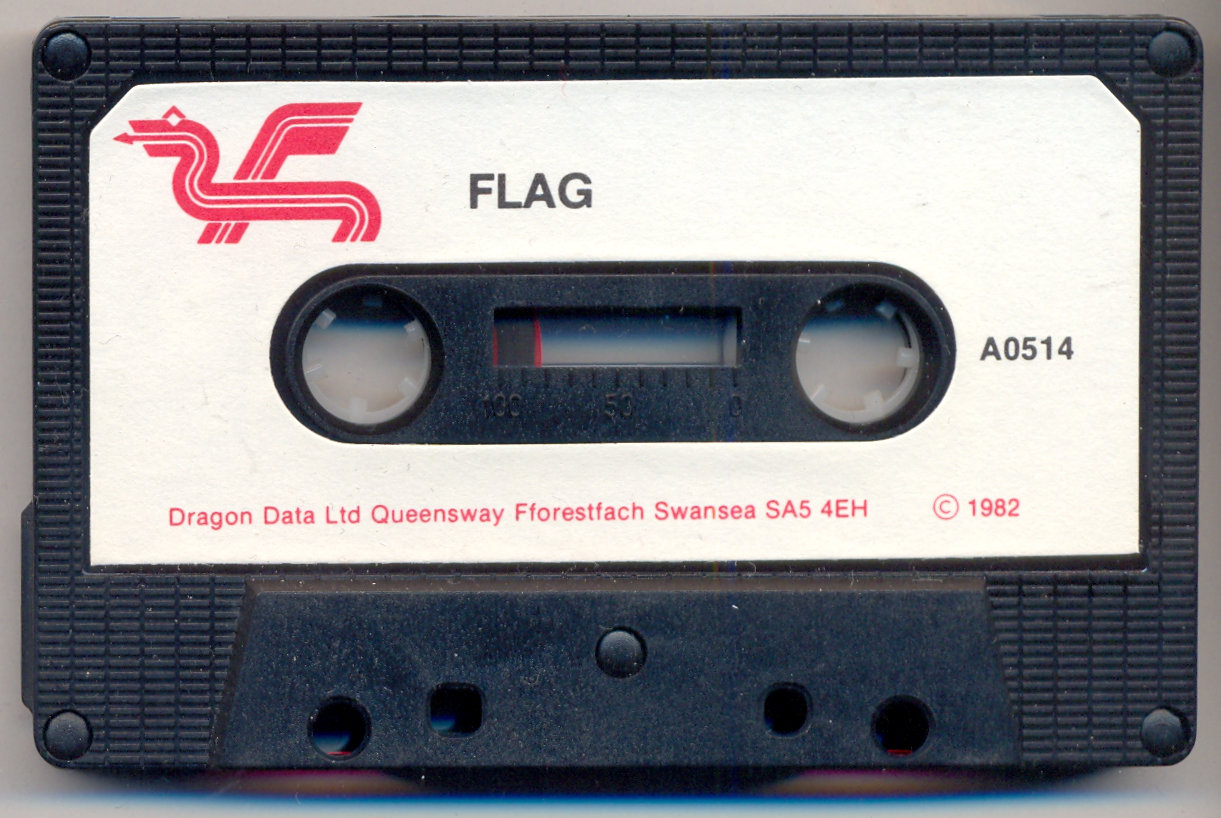 FLAG
A0514
100 50 0
Dragon Data Ltd Queensway Fforestfach Swansea SA5 4EH © 1982